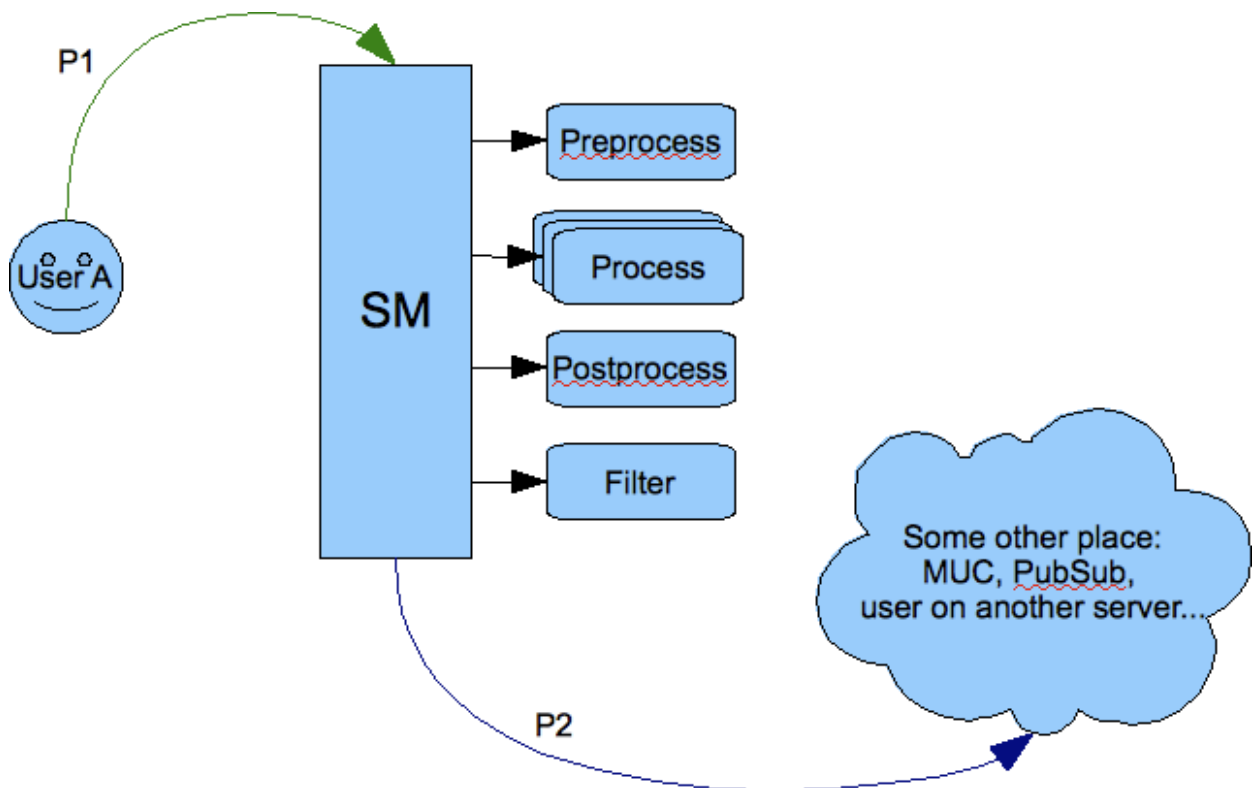 P1
User A
SM
Preprocess
Process
Postprocess
Filter
Some other place:
MUC, PubSub,
user on another server...
P2